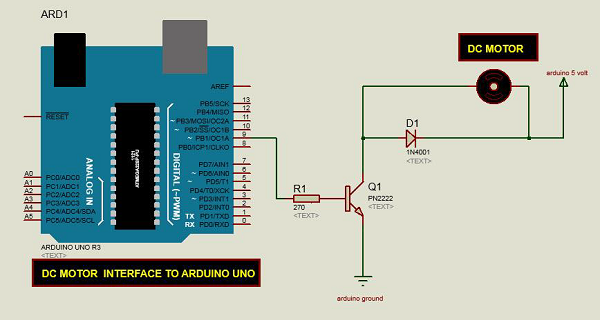 ARD1
DC MOTOR
arduino 5 volt
AREF
RESET
13
PB5/SCK
12
PB4/MISO
11
~ PB3/MOSI/OC2A
10
~ PB2/SS/OC1B
9
~ PB1/OC1A
8
PB0/ICP1/CLKO
7
PD7/AIN1
6
~ PD6/AIN0
5
~ PD5/T1
4
PD4/T0/XCK
3
~ PD3/INT1
2
PD2/INT0
1
TX PD1/TXD
0
RX PD0/RXD
DIGITAL (~PWM)
ANALOG IN
A0 PC0/ADC0
A1 PC1/ADC1
A2 PC2/ADC2
A3 PC3/ADC3
A4 PC4/ADC4/SDA
A5 PC5/ADC5/SCL
ARDUINO UNO R3
<TEXT>
DC MOTOR INTERFACE TO ARDUINO UNO
D1
1N4001
<TEXT>
R1
270
<TEXT>
Q1
PN2222
<TEXT>
arduino ground